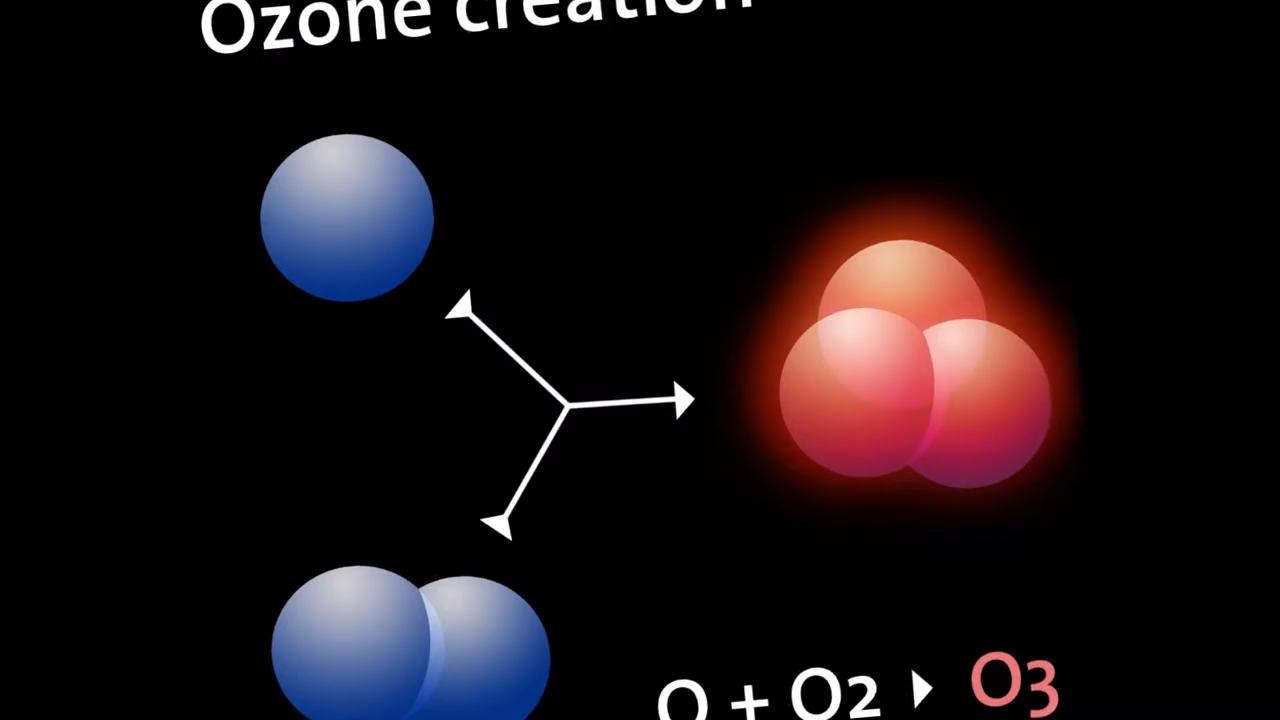 Ozone creation
O + O2 ▸ O3